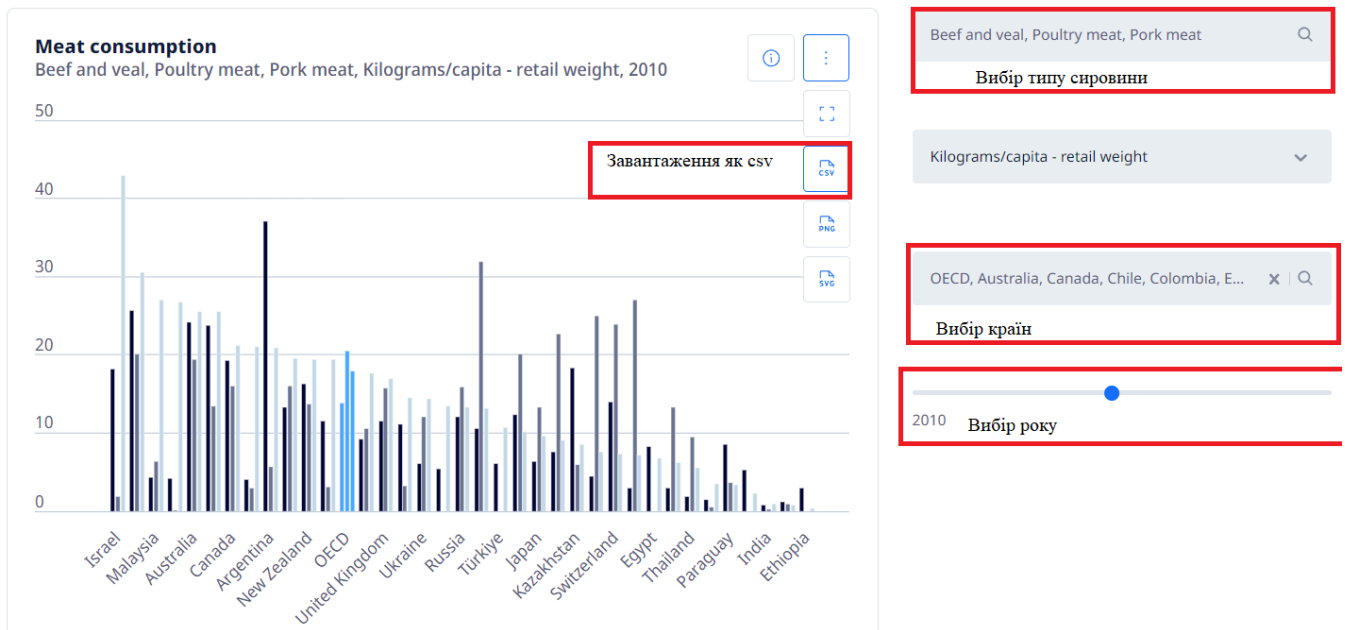 Meat consumption
Beef and veal, Poultry meat, Pork meat, Kilograms/capita - retail weight, 2010
50
Завантаження як csv
CSV
40
PNG
30
SVG
20
10
0
Israel
Malaysia
Australia
Canada
Argentina
New Zealand
OECD
United Kingdom
Ukraine
Russia
Türkiye
Japan
Kazakhstan
Switzerland
Egypt
Thailand
Paraguay
India
Ethiopia
Beef and veal, Poultry meat, Pork meat
Вибір типу сировини
Kilograms/capita - retail weight
OECD, Australia, Canada, Chile, Colombia, E...
Вибір країн
2010
Вибір року